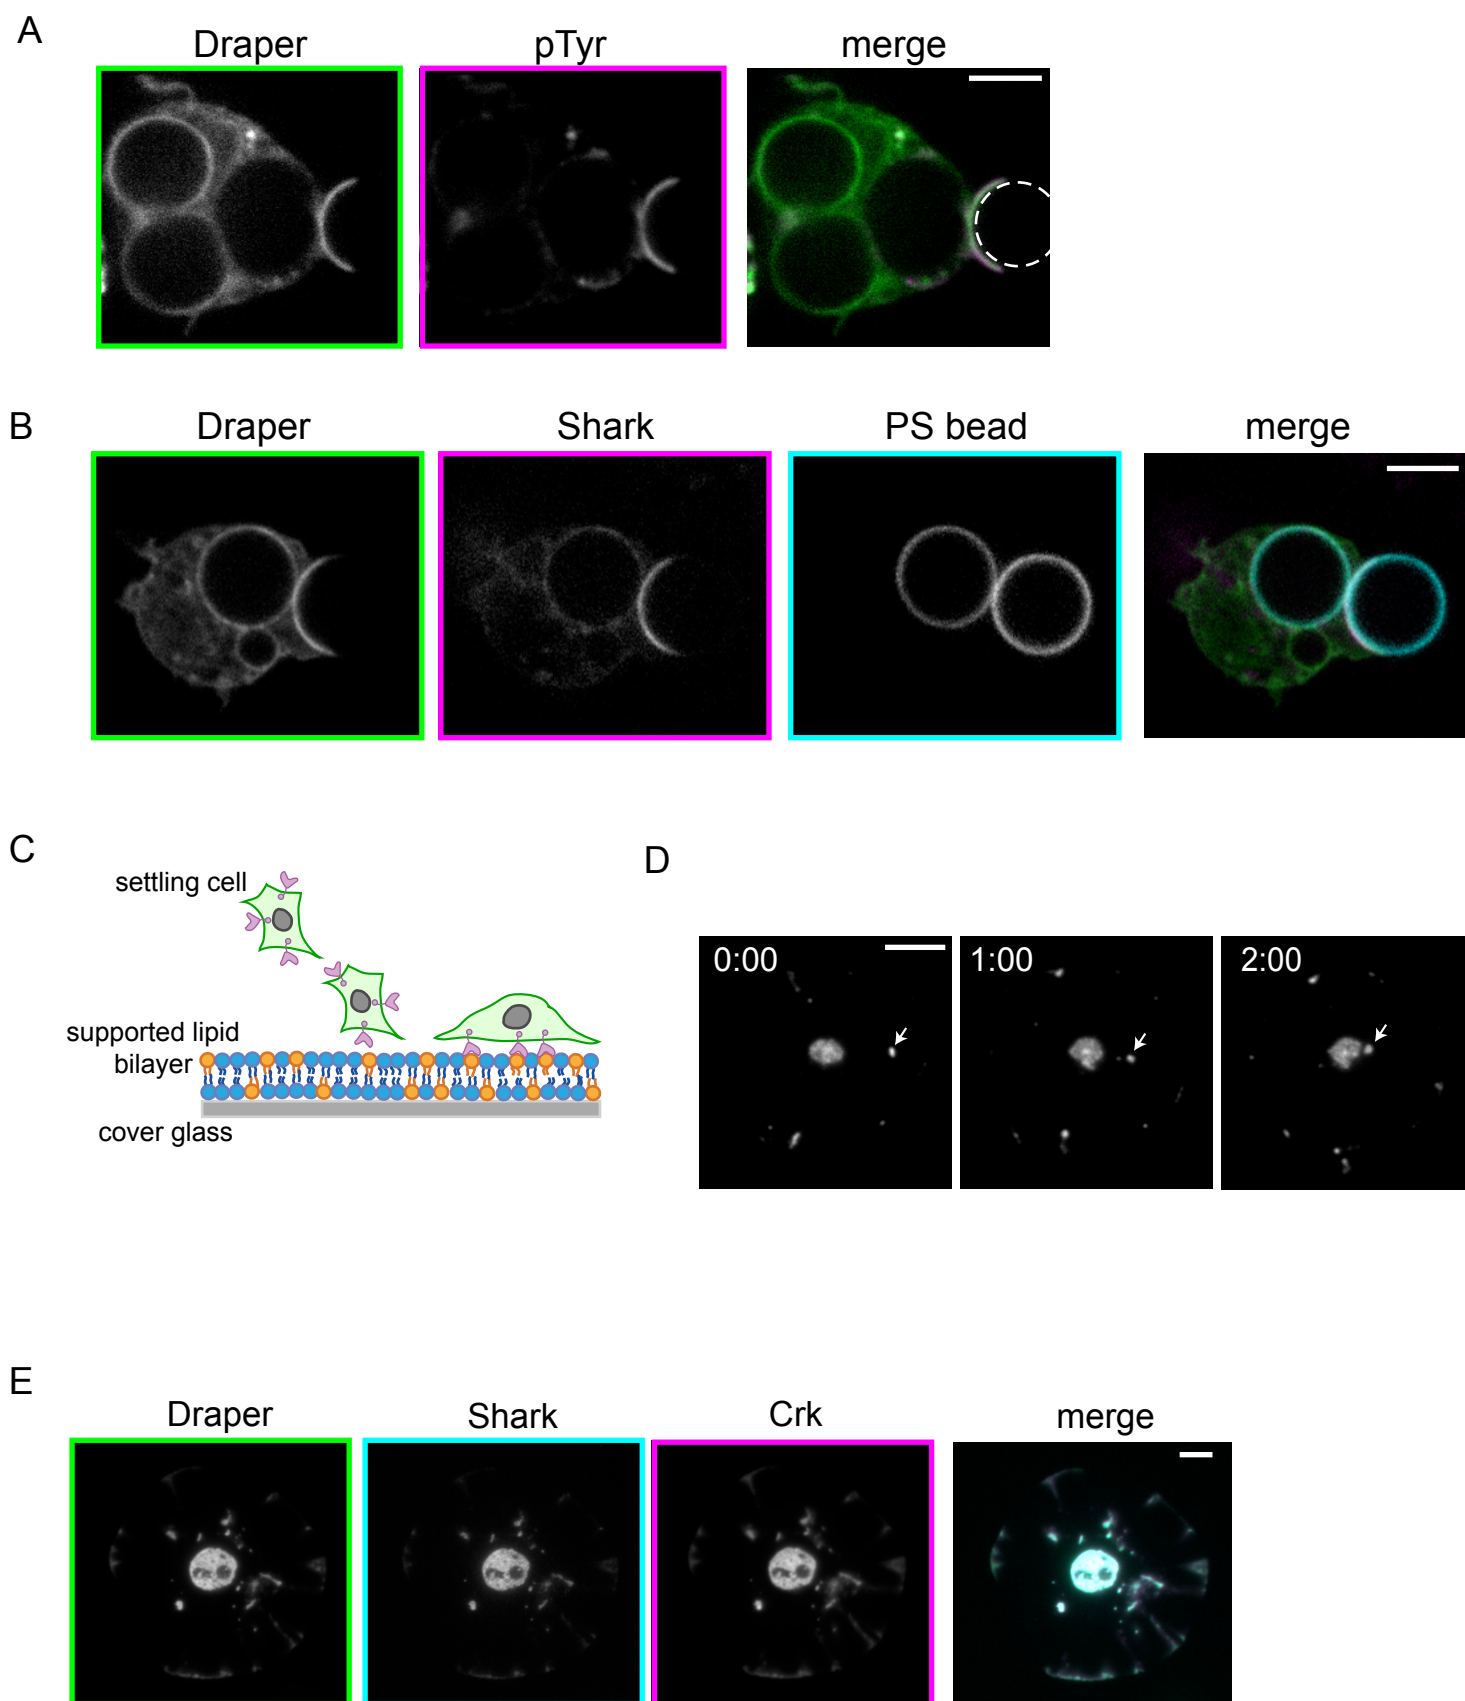 A
Draper
pTyr
merge
B
Draper
Shark
PS bead
merge
C
settling cell
supported lipid
bilayer
cover glass
D
0:00
1:00
2:00
E
Draper
Shark
Crk
merge